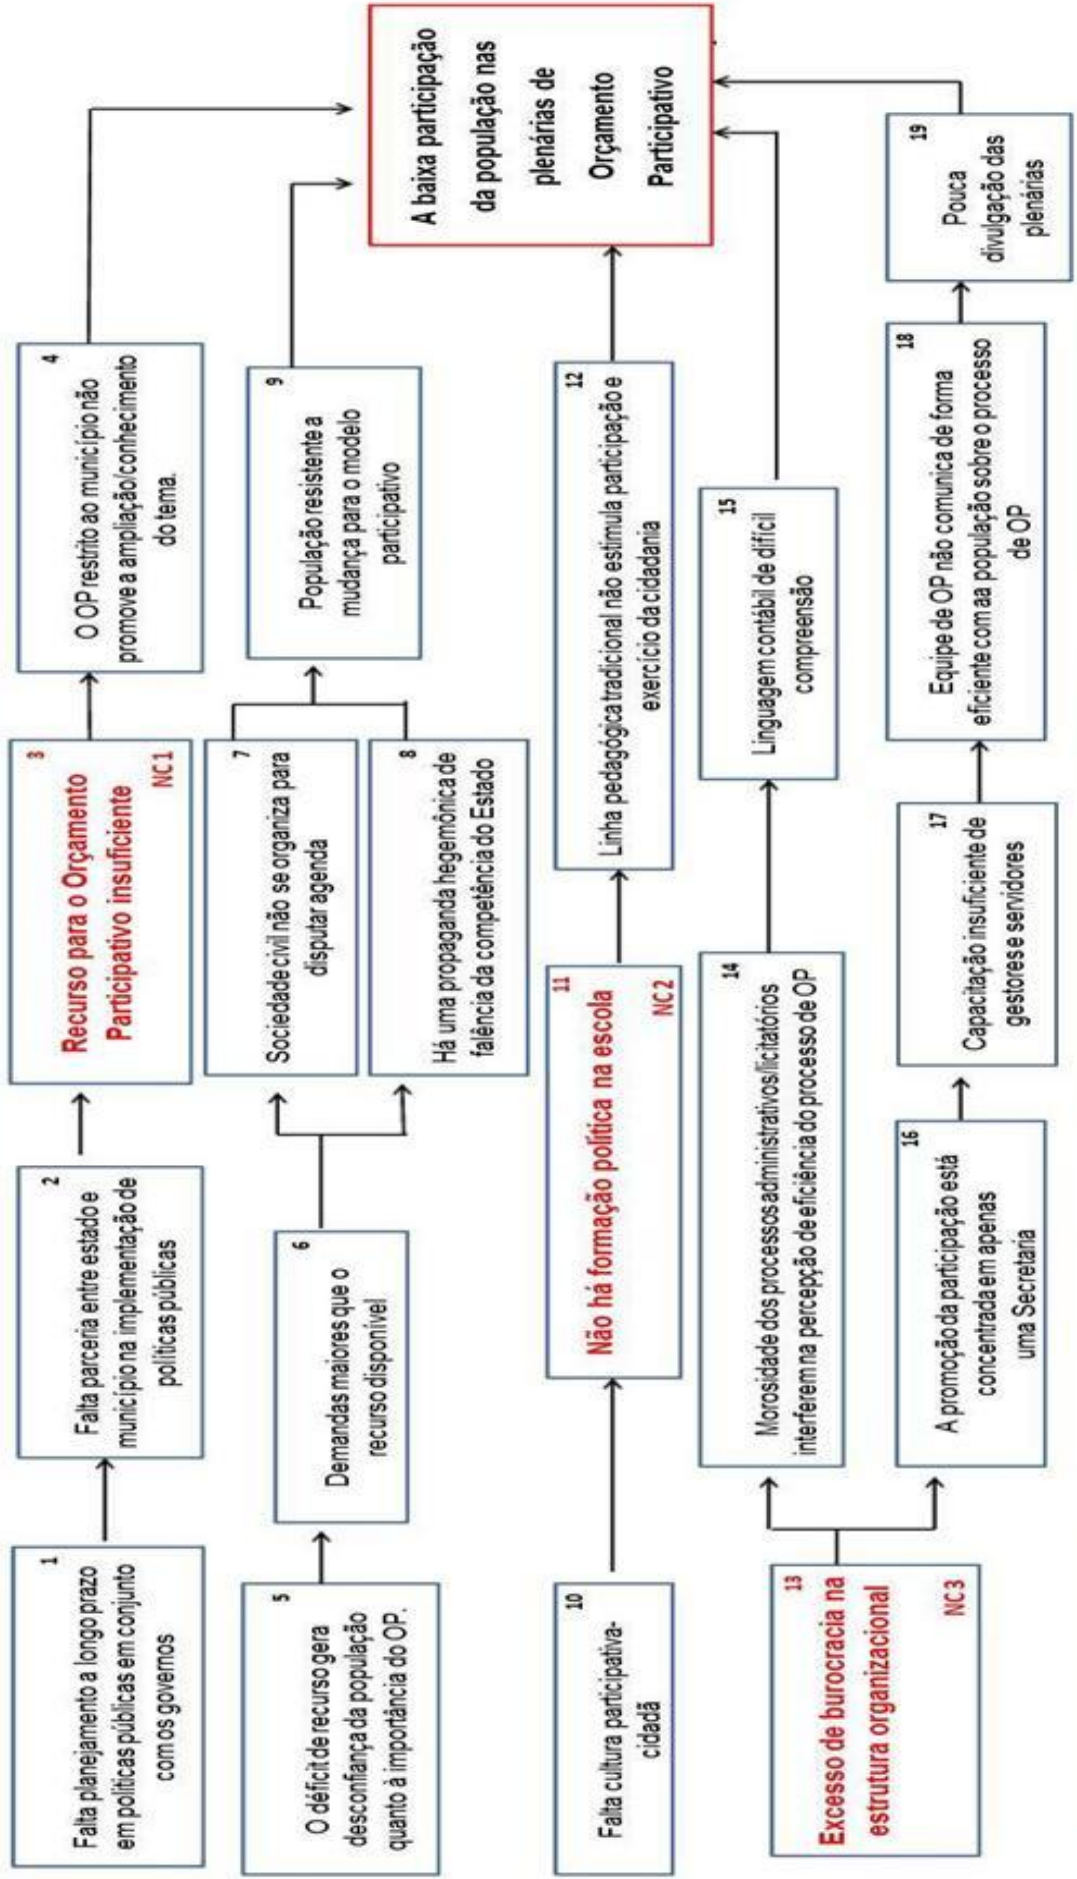 1
Falta planejamento a longo prazo
em políticas públicas em conjunto
com os governos
2
Falta parceria entre estado e
município na implementação de
políticas públicas
3
Recurso para o Orçamento
Participativo insuficiente
NC1
4
O OP restrito ao município não
promove a ampliação/conhecimento
do tema.
5
O déficit de recurso gera
desconfiança da população
quanto à importância do OP.
6
Demandas maiores que o
recurso disponível
7
Sociedade civil não se organiza para
disputar agenda
8
Há uma propaganda hegemônica de
falência da competência do Estado
9
População resistente a
mudança para o modelo
participativo
10
Falta cultura participativa-
cidadã
11
Não há formação política na escola
NC2
12
Linha pedagógica tradicional não estimula participação e
exercício da cidadania
13
Excesso de burocracia na
estrutura organizacional
NC3
14
Morosidade dos processos administrativos/licitatórios
interferem na percepção de eficiência do processo de OP
15
Linguagem contábil de difícil
compreensão
16
A promoção da participação está
concentrada em apenas
uma Secretaria
17
Capacitação insuficiente de
gestores e servidores
18
Equipe de OP não comunica de forma
eficiente com aa população sobre o processo
de OP
19
Pouca
divulgação das
plenárias
A baixa participação
da população nas
plenárias de
Orçamento
Participativo